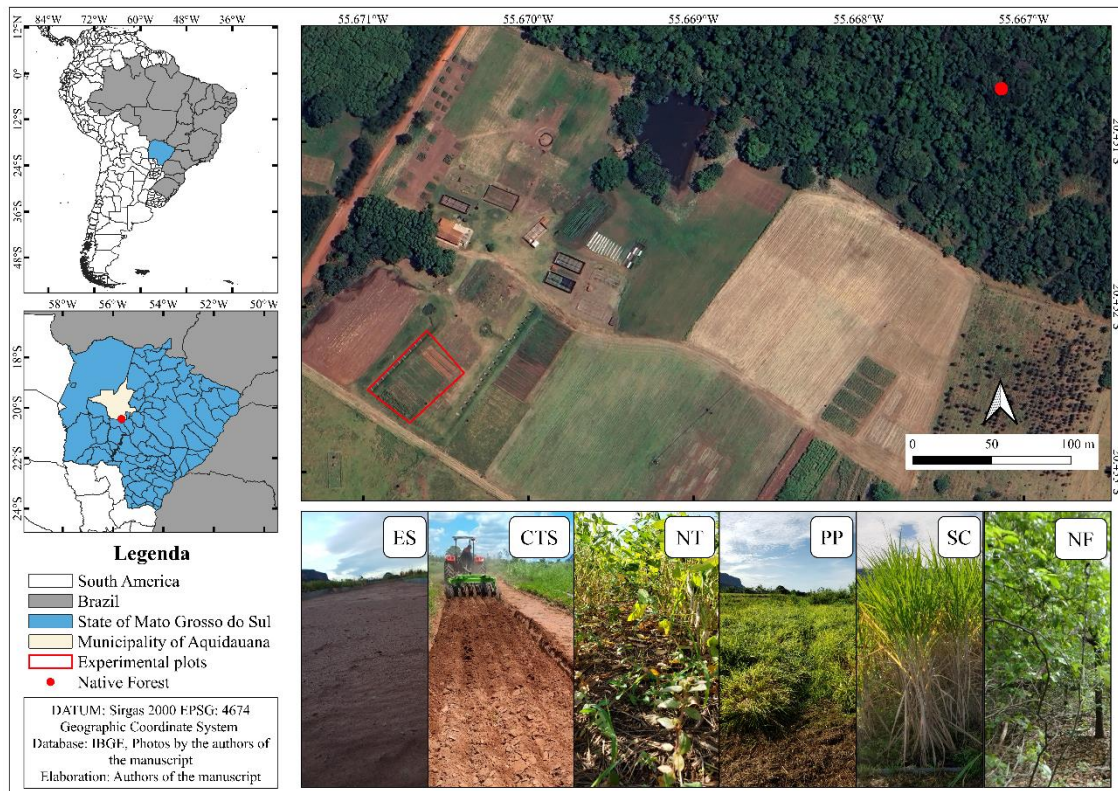 84°W 72°W 60°W 48°W 36°W
12°N
0°
12°S
24°S
36°S
48°S
58°W 56°W 54°W 52°W 50°W
18°S
20°S
22°S
24°S
Legenda
South America
Brazil
State of Mato Grosso do Sul
Municipality of Aquidauana
Experimental plots
Native Forest
DATUM: Sirgas 2000 EPSG: 4674
Geographic Coordinate System
Database: IBGE, Photos by the authors of
the manuscript
Elaboration: Authors of the manuscript
55.671°W 55.670°W 55.669°W 55.668°W 55.667°W
0 50 100 m
ES CTS NT PP SC NF